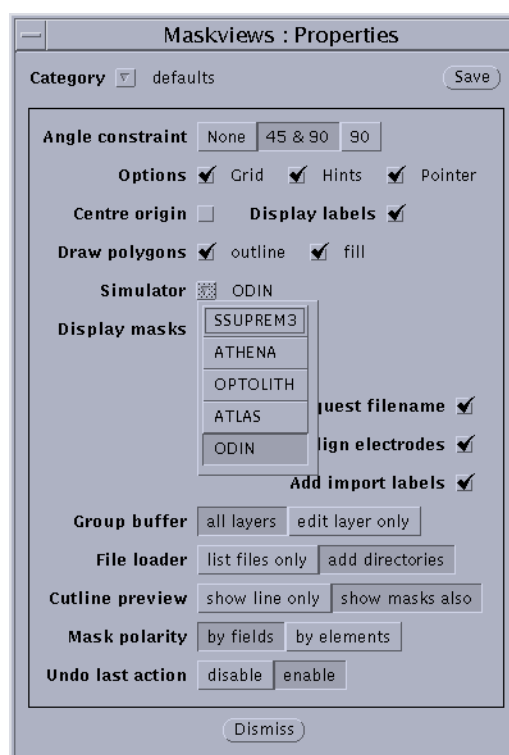 Maskviews : Properties
Category defaults Save
Angle constraint None 45 & 90 90
Options Grid Hints Pointer
Centre origin Display labels
Draw polygons outline fill
Simulator ODIN
Display masks SSUPREM3
ATHENA
OPTOLITH
quest filename
ATLAS
lign electrodes
ODIN
Add import labels
Group buffer all layers edit layer only
File loader list files only add directories
Cutline preview show line only show masks also
Mask polarity by fields by elements
Undo last action disable enable
Dismiss